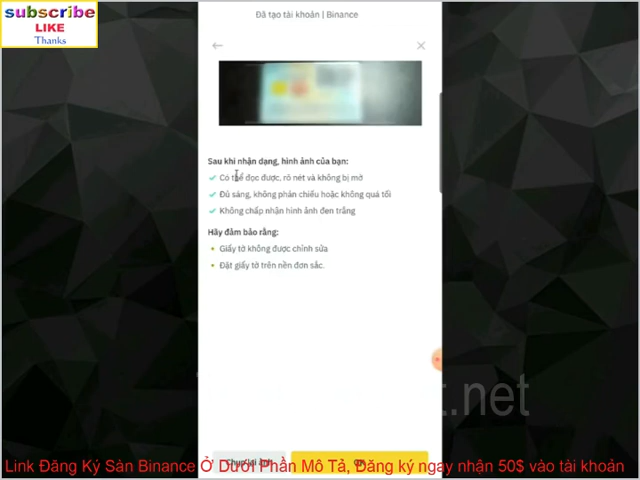 subscribe
LIKE
Thanks
Đã tạo tài khoản | Binance
Sau khi nhận dạng, hình ảnh của bạn:
Có thể đọc được, rõ nét và không bị mờ
Đủ sáng, không phản chiếu hoặc không quá tối
Không chấp nhận hình ảnh đen trắng
Hãy đảm bảo rằng:
Giấy tờ không được chỉnh sửa
Đặt giấy tờ trên nền đơn sắc.
.net
Link Đăng Ký Sàn Binance Ở Dưới Phần Mô Tả, Đăng ký ngay nhận 50$ vào tài khoản